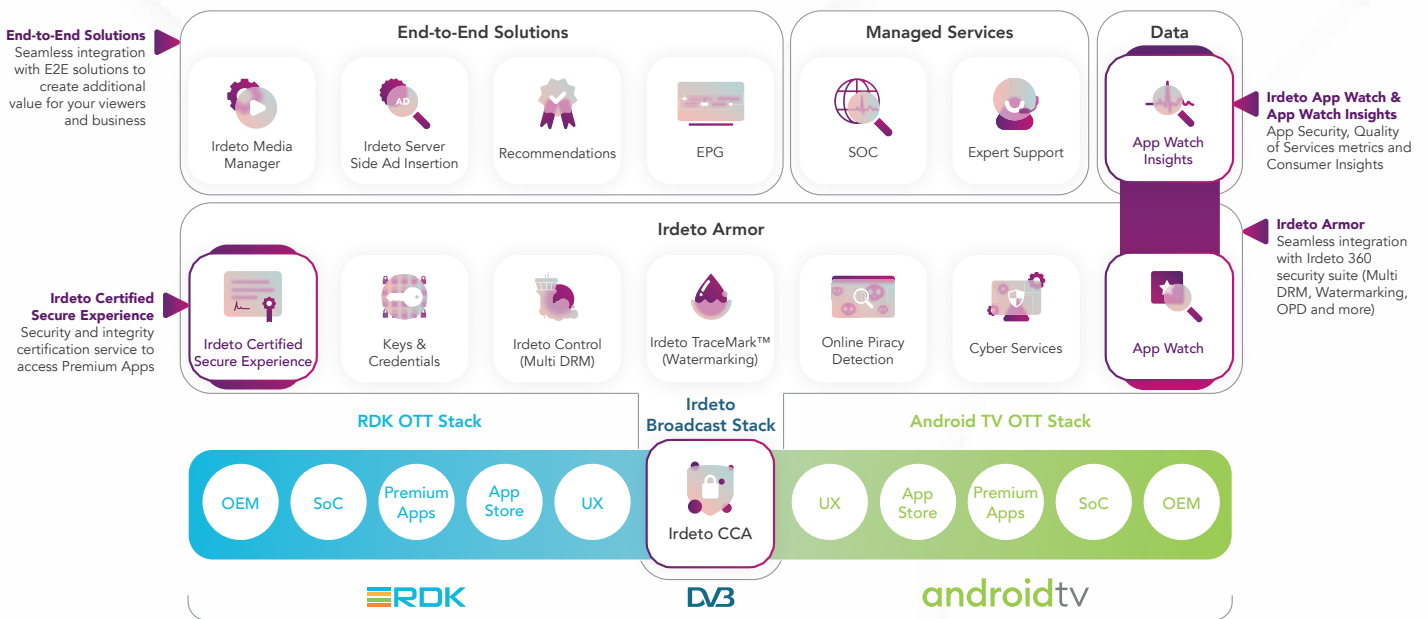 End-to-End Solutions
Seamless integration
with E2E solutions to
create additional
value for your viewers
and business
End-to-End Solutions
Irdeto Media
Manager
AD
Irdeto Server
Side Ad Insertion
Recommendations
EPG
Managed Services
SOC
Expert Support
Data
App Watch
Insights
Irdeto App Watch &
App Watch Insights
App Security, Quality
of Services metrics and
Consumer Insights
Irdeto Certified
Secure Experience
Security and integrity
certification service to
access Premium Apps
Irdeto Armor
Irdeto Certified
Secure Experience
Keys &
Credentials
Irdeto Control
(Multi DRM)
Irdeto TraceMark™
(Watermarking)
Online Piracy
Detection
Cyber Services
App Watch
Irdeto Armor
Seamless integration
with Irdeto 360
security suite (Multi
DRM, Watermarking,
OPD and more)
RDK OTT Stack
Irdeto
Broadcast Stack
Android TV OTT Stack
OEM
SoC
Premium
Apps
App
Store
UX
Irdeto CCA
UX
App
Store
Premium
Apps
SoC
OEM
RDK
DVB
androidtv